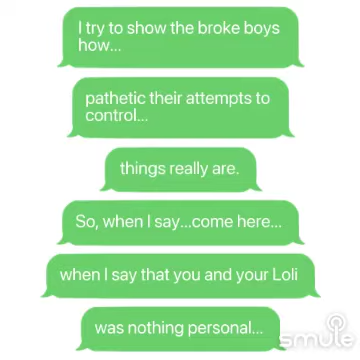 I try to show the broke boys
how...
pathetic their attempts to
control...
things really are.
So, when I say...come here...
when I say that you and your Loli
was nothing personal...
smule